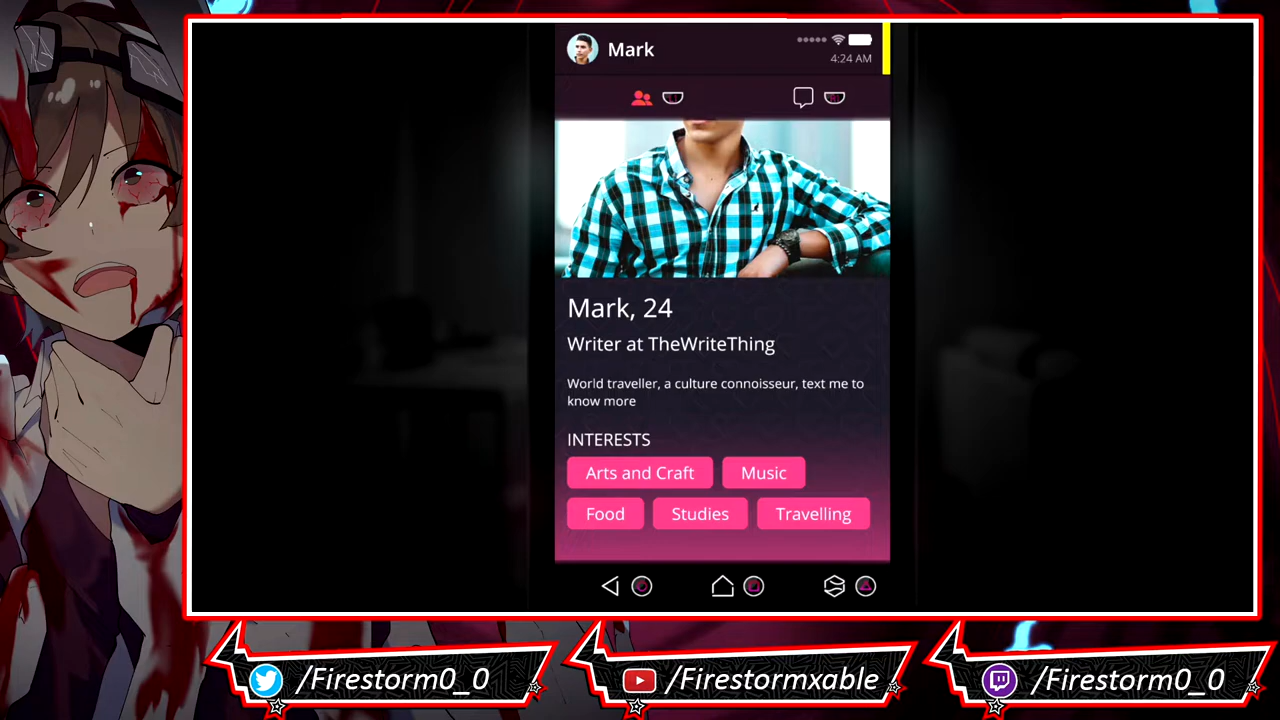 Mark
4:24 AM
Mark, 24
Writer at TheWriteThing
World traveller, a culture connoisseur, text me to
know more
INTERESTS
Arts and Craft
Music
Food
Studies
Travelling
/Firestorm0_0
/Firestormxable
/Firestorm0_0